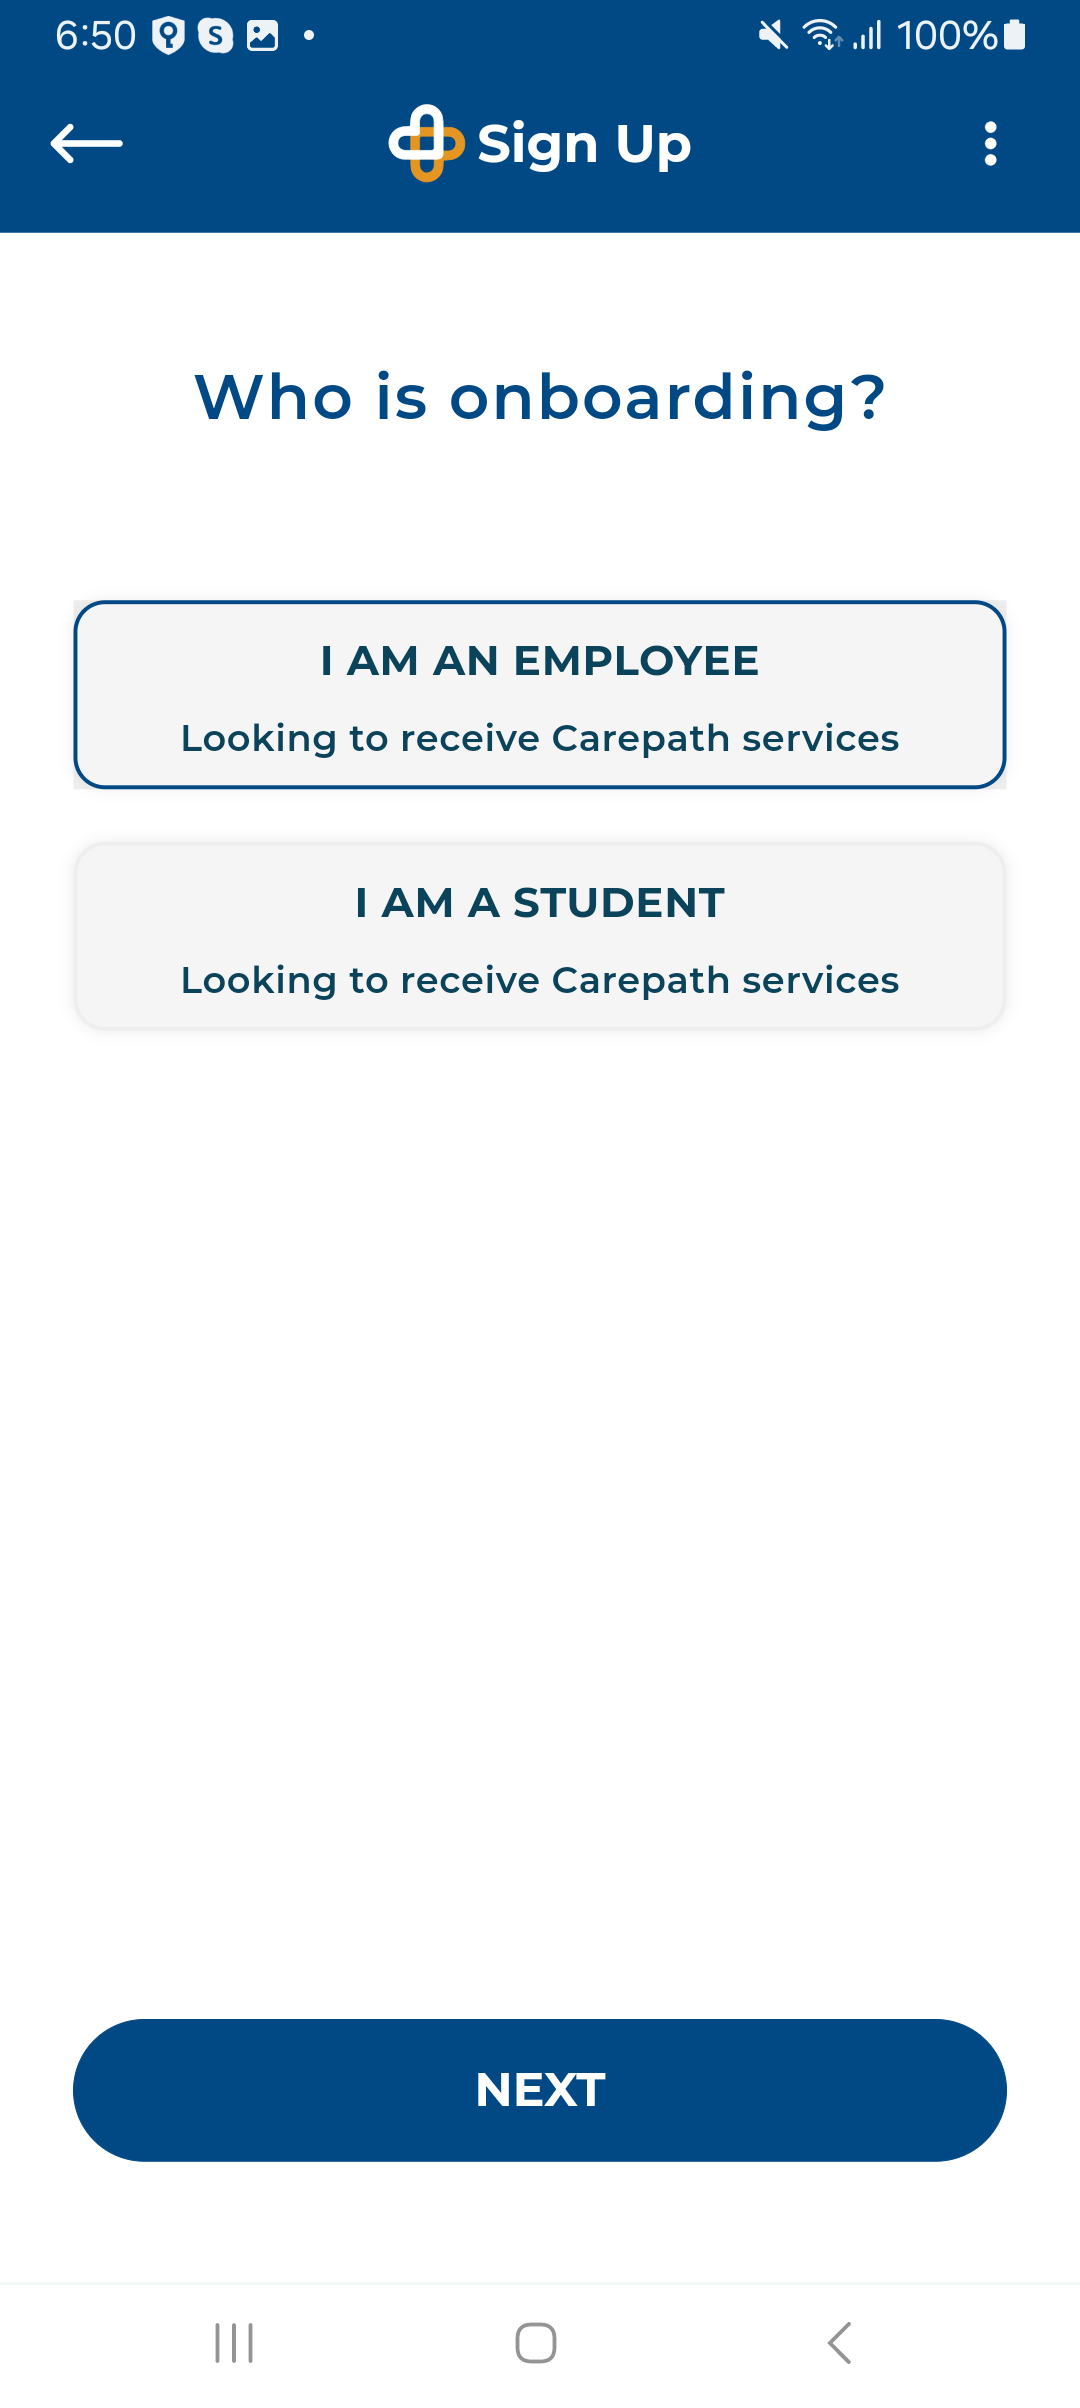 6:50
100%
Sign Up
Who is onboarding?
I AM AN EMPLOYEE
Looking to receive Carepath services
I AM A STUDENT
Looking to receive Carepath services
NEXT